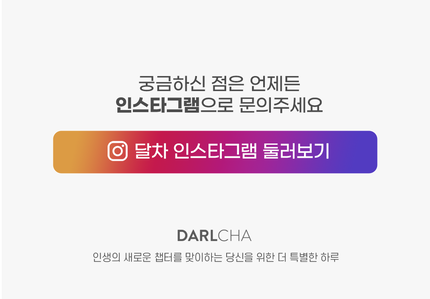 궁금하신 점은 언제든
인스타그램으로 문의주세요
달차 인스타그램 둘러보기
DARLCHA
인생의 새로운 챕터를 맞이하는 당신을 위한 더 특별한 하루